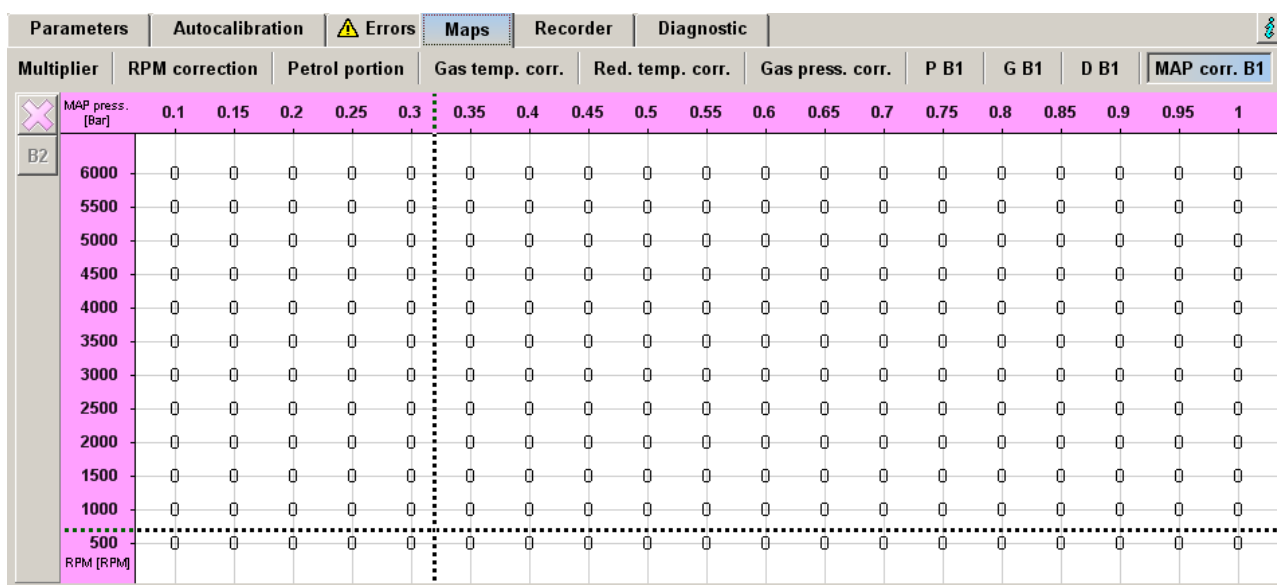 Parameters Autocalibration Errors Maps Recorder Diagnostic
Multiplier RPM correction Petrol portion Gas temp. corr. Red. temp. corr. Gas press. corr. P B1 G B1 D B1 MAP corr. B1
MAP press. [Bar] 0.1 0.15 0.2 0.25 0.3 0.35 0.4 0.45 0.5 0.55 0.6 0.65 0.7 0.75 0.8 0.85 0.9 0.95 1
B2
6000 0 0 0 0 0 0 0 0 0 0 0 0 0 0 0 0 0 0 0
5500 0 0 0 0 0 0 0 0 0 0 0 0 0 0 0 0 0 0 0
5000 0 0 0 0 0 0 0 0 0 0 0 0 0 0 0 0 0 0 0
4500 0 0 0 0 0 0 0 0 0 0 0 0 0 0 0 0 0 0 0
4000 0 0 0 0 0 0 0 0 0 0 0 0 0 0 0 0 0 0 0
3500 0 0 0 0 0 0 0 0 0 0 0 0 0 0 0 0 0 0 0
3000 0 0 0 0 0 0 0 0 0 0 0 0 0 0 0 0 0 0 0
2500 0 0 0 0 0 0 0 0 0 0 0 0 0 0 0 0 0 0 0
2000 0 0 0 0 0 0 0 0 0 0 0 0 0 0 0 0 0 0 0
1500 0 0 0 0 0 0 0 0 0 0 0 0 0 0 0 0 0 0 0
1000 0 0 0 0 0 0 0 0 0 0 0 0 0 0 0 0 0 0 0
500 0 0 0 0 0 0 0 0 0 0 0 0 0 0 0 0 0 0 0
RPM [RPM]